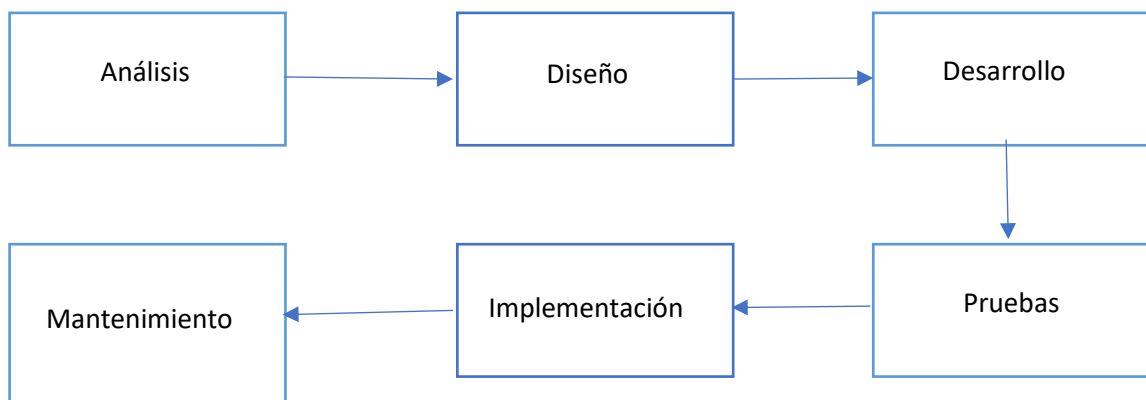 Análisis
Diseño
Desarrollo
Mantenimiento
Implementación
Pruebas